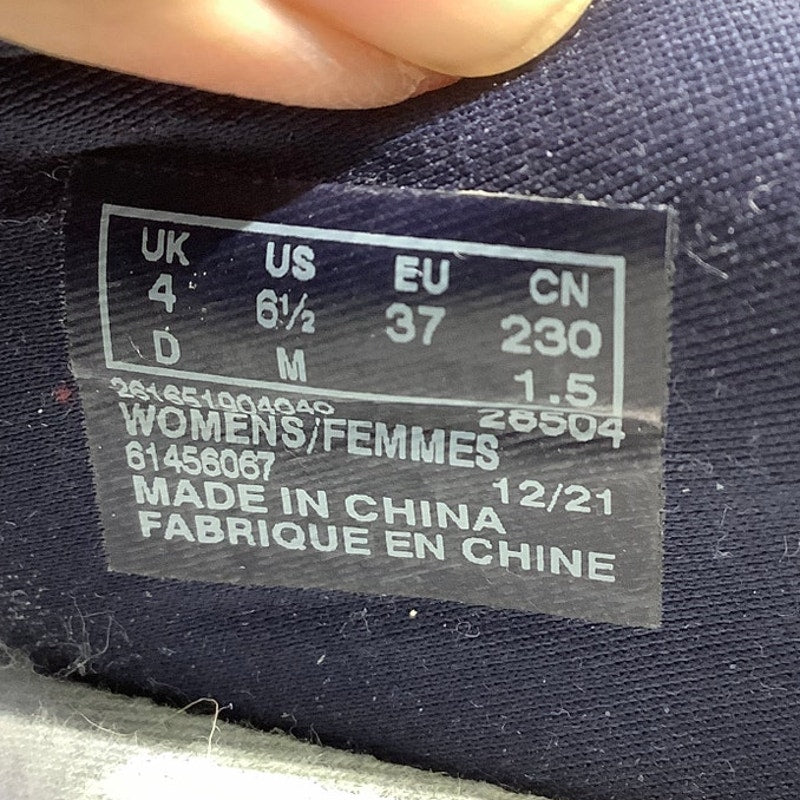 UK US EU CN
4 6½ 37 230
D M 1.5
261651904040 28504
WOMENS/FEMMES
61456067 12/21
MADE IN CHINA
FABRIQUE EN CHINE